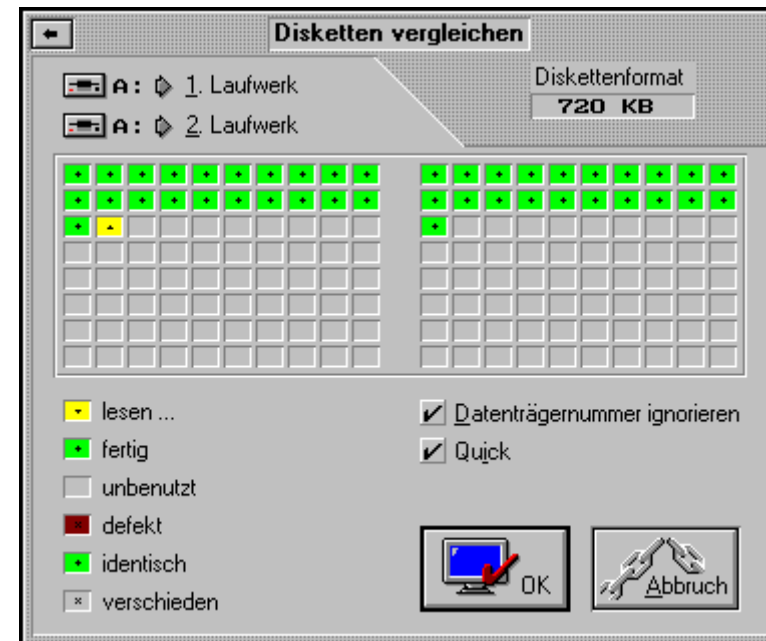 Disketten vergleichen
A: 1. Laufwerk
A: 2. Laufwerk
Diskettenformat
720 KB
lesen ...
fertig
unbenutzt
defekt
identisch
verschieden
Datenträgernummer ignorieren
Quick
OK
Abbruch